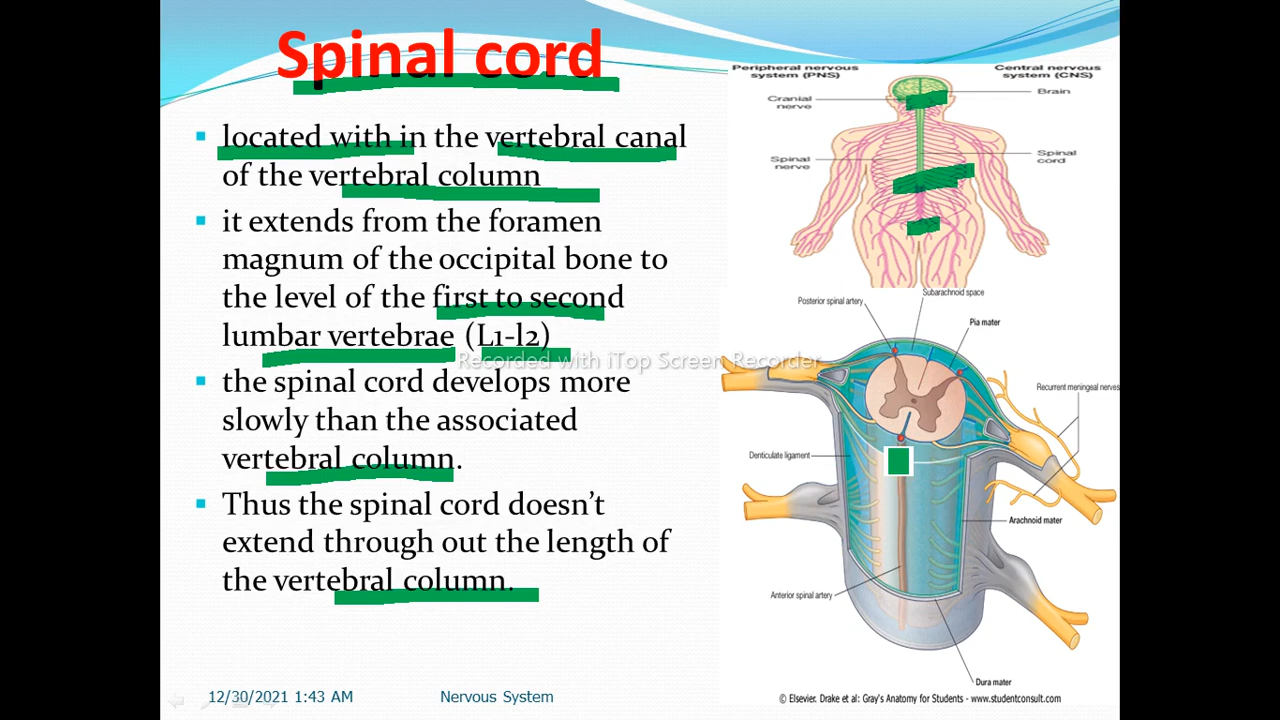 Spinal cord
located with in the vertebral canal
of the vertebral column
it extends from the foramen
magnum of the occipital bone to
the level of the first to second
lumbar vertebrae (L1-l2)
the spinal cord develops more
slowly than the associated
vertebral column.
Thus the spinal cord doesn't
extend through out the length of
the vertebral column.
Peripheral nervous
system (PNS)
Central nervous
system (CNS)
Cranial
nerve
Brain
Spinal
nerve
Spinal
cord
Posterior spinal artery
Subarachnoid space
Pia mater
Recurrent meningeal nerves
Denticulate ligament
Arachnoid mater
Anterior spinal artery
Dura mater
Recorded with iTop Screen Recorder
12/30/2021 1:43 AM
Nervous System
© Elsevier. Drake et al: Gray's Anatomy for Students - www.studentconsult.com